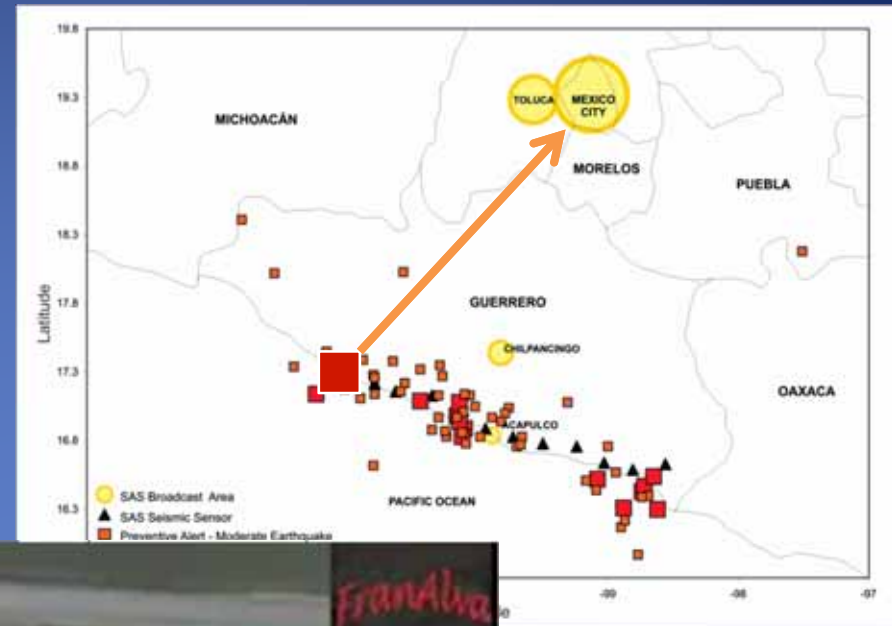 19.8
19.3
18.8
18.3
17.8
17.3
16.8
16.3
Latitude
MICHOACÁN
TOLUCA
MEXICO
CITY
MORELOS
PUEBLA
GUERRERO
CHILPANCINGO
OAXACA
ACAPULCO
PACIFIC OCEAN
SAS Broadcast Area
SAS Seismic Sensor
Preventive Alert - Moderate Earthquake
FranAlva
de
-99
-98
-97